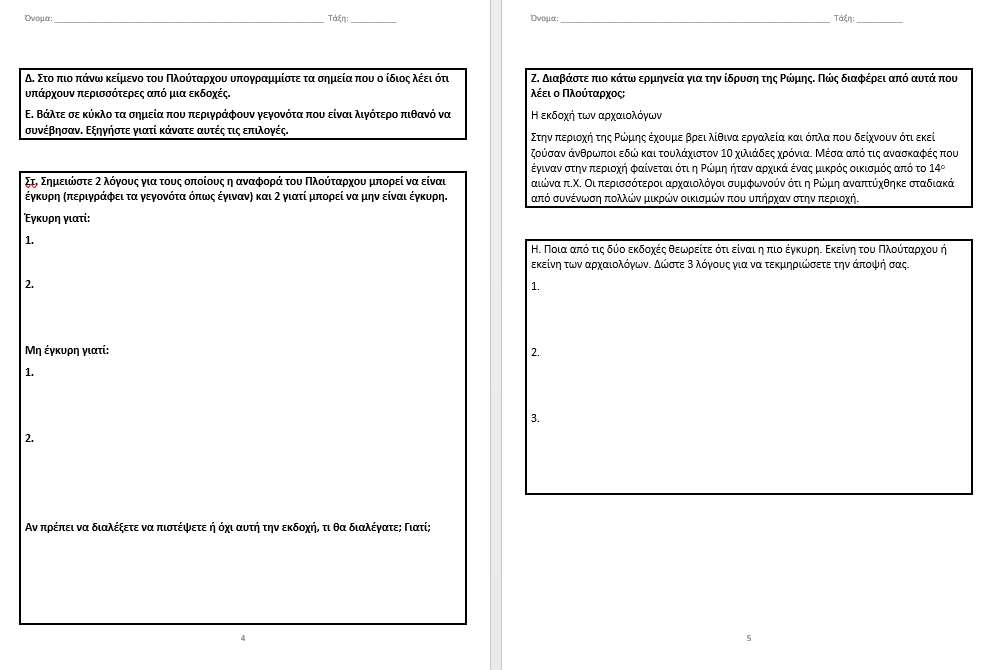 Όνομα: ______________________________________________ Τάξη: __________
Δ. Στο πιο πάνω κείμενο του Πλούταρχου υπογραμμίστε τα σημεία που ο ίδιος λέει ότι
υπάρχουν περισσότερες από μια εκδοχές.
Ε. Βάλτε σε κύκλο τα σημεία που περιγράφουν γεγονότα που είναι λιγότερο πιθανό να
συνέβησαν. Εξηγήστε γιατί κάνατε αυτές τις επιλογές.
Στ. Σημειώστε 2 λόγους για τους οποίους η αναφορά του Πλούταρχου μπορεί να είναι
έγκυρη (περιγράφει τα γεγονότα όπως έγιναν) και 2 γιατί μπορεί να μην είναι έγκυρη.
Έγκυρη γιατί:
1.
2.
Μη έγκυρη γιατί:
1.
2.
Αν πρέπει να διαλέξετε να πιστέψετε ή όχι αυτή την εκδοχή, τι θα διαλέγατε; Γιατί;
4
Όνομα: ______________________________________________ Τάξη: __________
Ζ. Διαβάστε πιο κάτω ερμηνεία για την ίδρυση της Ρώμης. Πώς διαφέρει από αυτά που
λέει ο Πλούταρχος;
Η εκδοχή των αρχαιολόγων
Στην περιοχή της Ρώμης έχουμε βρει λίθινα εργαλεία και όπλα που δείχνουν ότι εκεί
ζούσαν άνθρωποι εδώ και τουλάχιστον 10 χιλιάδες χρόνια. Μέσα από τις ανασκαφές που
έγιναν στην περιοχή φαίνεται ότι η Ρώμη ήταν αρχικά ένας μικρός οικισμός από το 14ο
αιώνα π.Χ. Οι περισσότεροι αρχαιολόγοι συμφωνούν ότι η Ρώμη αναπτύχθηκε σταδιακά
από συνένωση πολλών μικρών οικισμών που υπήρχαν στην περιοχή.
Η. Ποια από τις δύο εκδοχές θεωρείτε ότι είναι η πιο έγκυρη. Εκείνη του Πλούταρχου ή
εκείνη των αρχαιολόγων. Δώστε 3 λόγους για να τεκμηριώσετε την άποψή σας.
1.
2.
3.
5